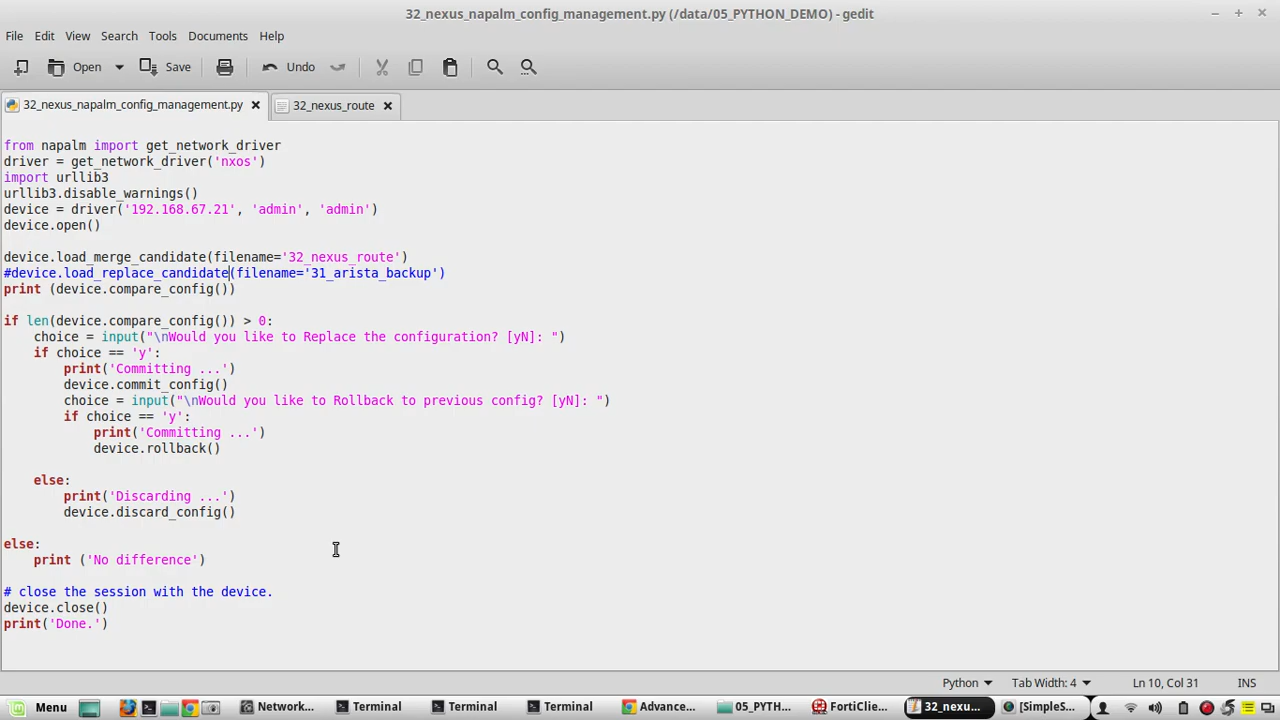 32_nexus_napalm_config_management.py (/data/05_PYTHON_DEMO) - gedit
File Edit View Search Tools Documents Help
Open Save Undo
32_nexus_napalm_config_management.py 32_nexus_route
from napalm import get_network_driver
driver = get_network_driver('nxos')
import urllib3
urllib3.disable_warnings()
device = driver('192.168.67.21', 'admin', 'admin')
device.open()
device.load_merge_candidate(filename='32_nexus_route')
#device.load_replace_candidate(filename='31_arista_backup')
print (device.compare_config())
if len(device.compare_config()) > 0:
    choice = input("\nWould you like to Replace the configuration? [yN]: ")
    if choice == 'y':
        print('Committing ...')
        device.commit_config()
        choice = input("\nWould you like to Rollback to previous config? [yN]: ")
        if choice == 'y':
            print('Committing ...')
            device.rollback()
    else:
        print('Discarding ...')
        device.discard_config()
else:
    print ('No difference')
# close the session with the device.
device.close()
print('Done.')
Python Tab Width: 4 Ln 10, Col 31 INS
Menu Network... Terminal Terminal Terminal Advance... 05_PYTH... FortiClie... 32_nexu... [SimpleS...